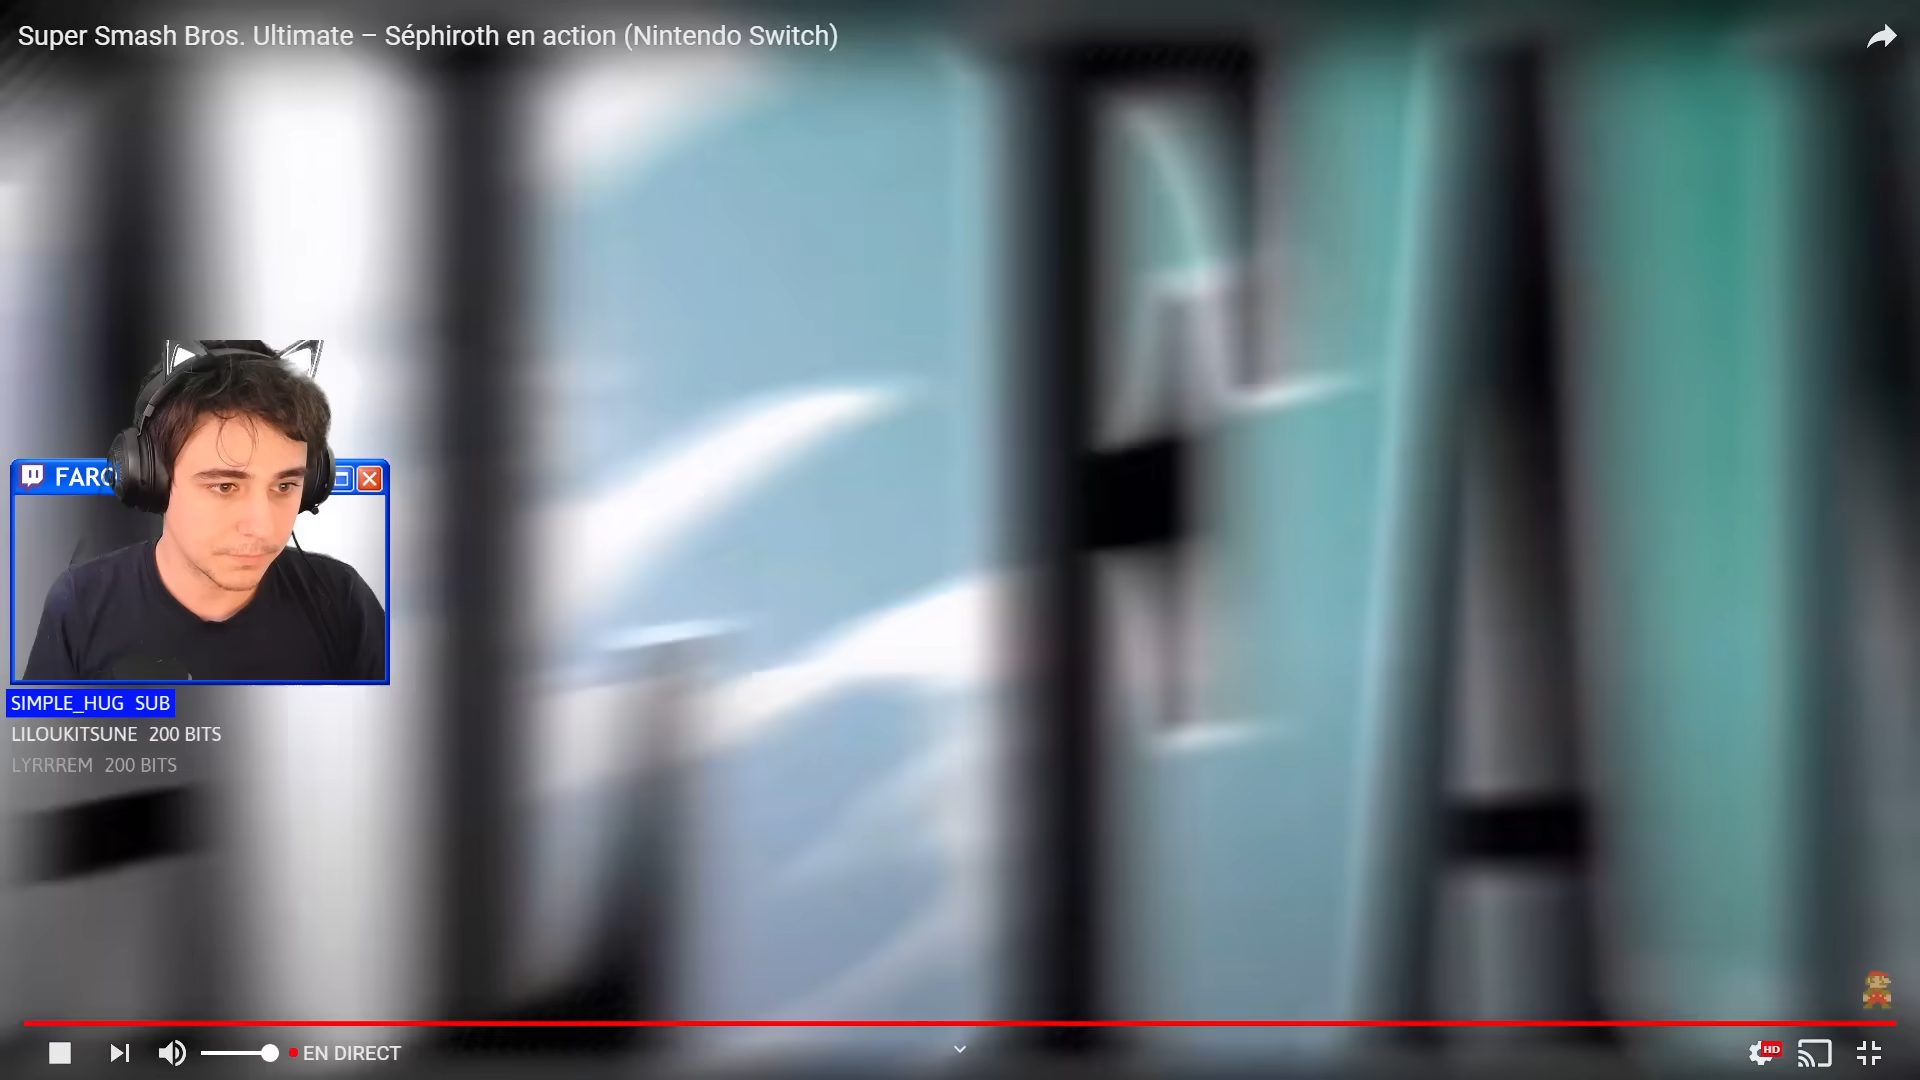 Super Smash Bros. Ultimate – Séphiroth en action (Nintendo Switch)
FARO
SIMPLE_HUG SUB
LILOUKITSUNE 200 BITS
LYRRREM 200 BITS
EN DIRECT
HD